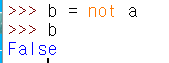 >>> b = not a
>>> b
False